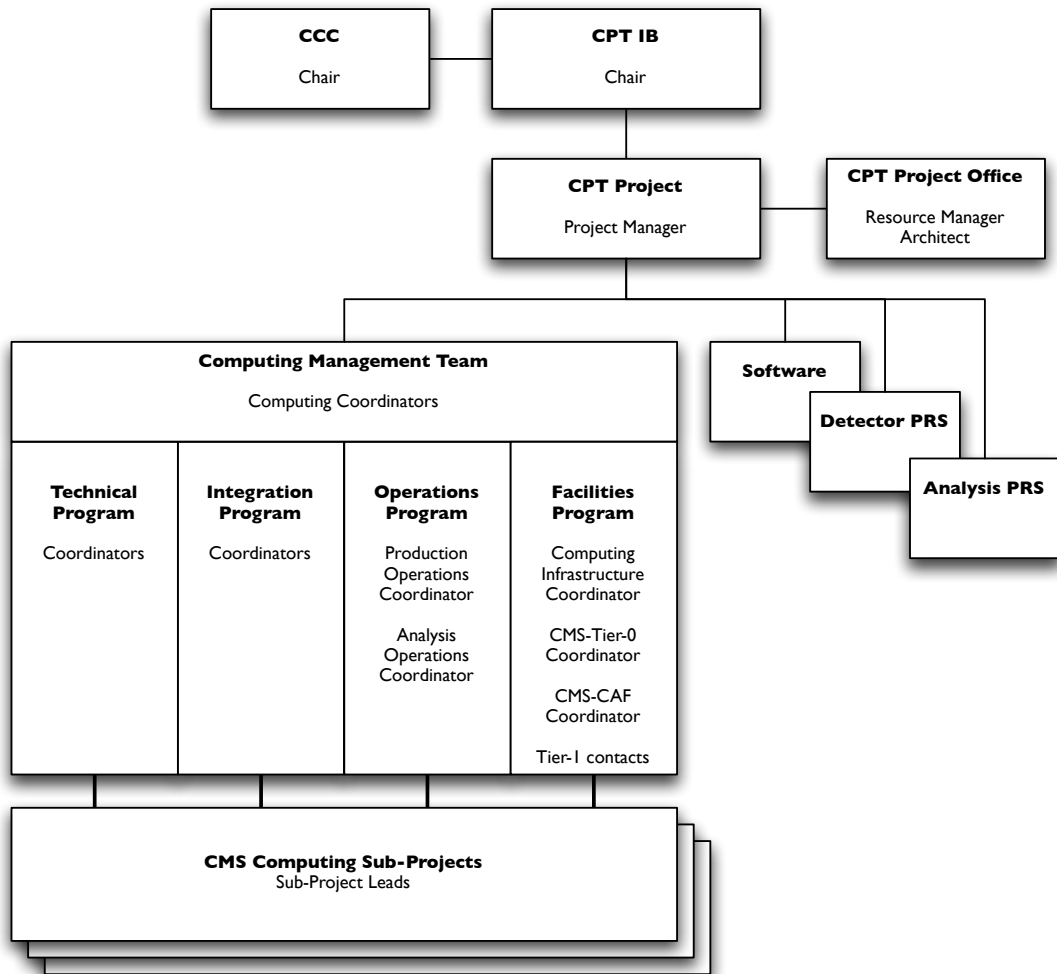 CCC
Chair
CPT IB
Chair
CPT Project
Project Manager
CPT Project Office
Resource Manager
Architect
Computing Management Team
Computing Coordinators
Software
Detector PRS
Analysis PRS
Technical
Program
Coordinators
Integration
Program
Coordinators
Operations
Program
Production
Operations
Coordinator
Analysis
Operations
Coordinator
Facilities
Program
Computing
Infrastructure
Coordinator
CMS-Tier-0
Coordinator
CMS-CAF
Coordinator
Tier-1 contacts
CMS Computing Sub-Projects
Sub-Project Leads